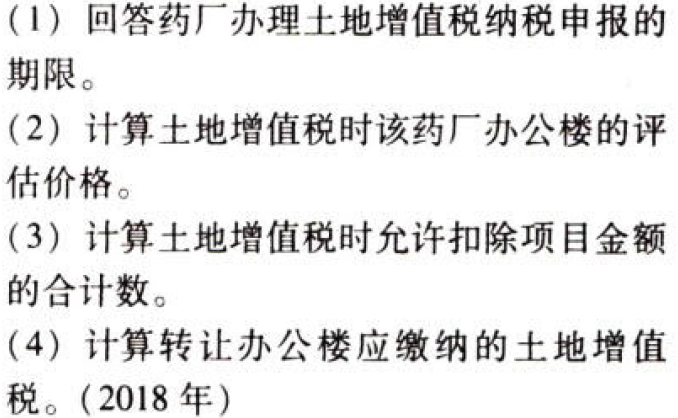 (1) 回答药厂办理土地增值税纳税申报的
期限。
(2) 计算土地增值税时该药厂办公楼的评
估价格。
(3) 计算土地增值税时允许扣除项目金额
的合计数。
(4) 计算转让办公楼应缴纳的土地增值
税。(2018 年)